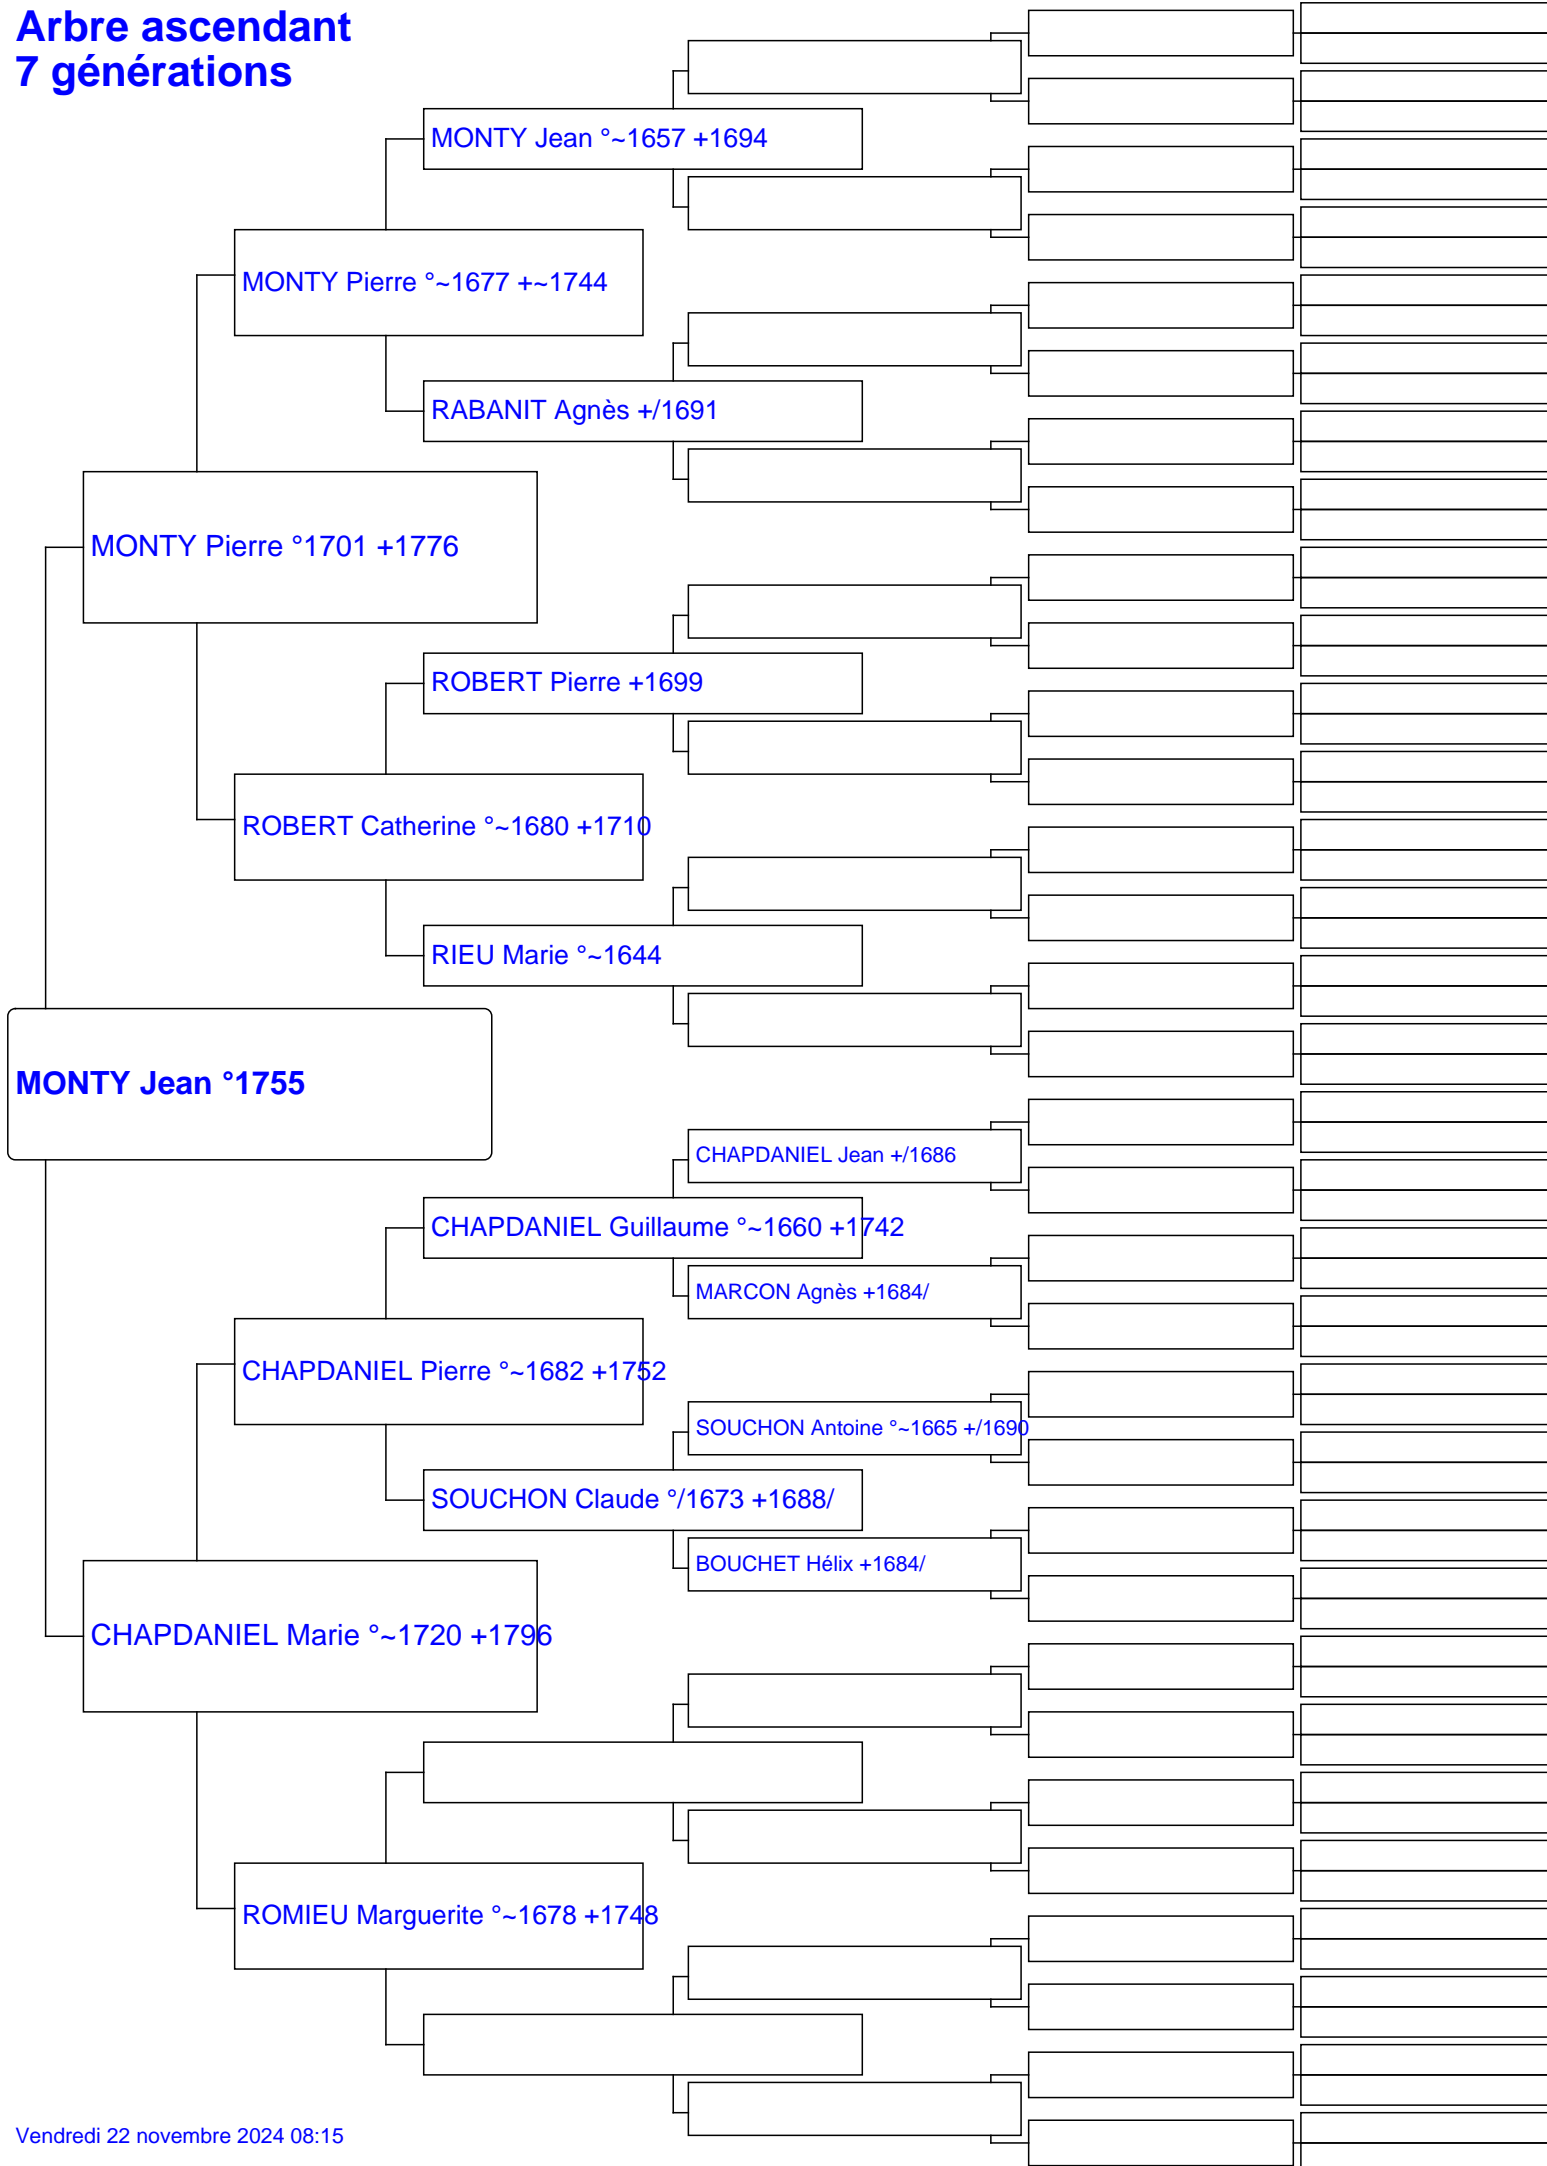 Arbre ascendant
7 générations
MONTY Jean °~1657 +1694
MONTY Pierre °~1677 +~1744
RABANIT Agnès +/1691
MONTY Pierre °1701 +1776
ROBERT Pierre +1699
ROBERT Catherine °~1680 +1710
RIEU Marie °~1644
MONTY Jean °1755
CHAPDANIEL Jean +/1686
CHAPDANIEL Guillaume °~1660 +1742
MARCON Agnès +1684/
CHAPDANIEL Pierre °~1682 +1752
SOUCHON Antoine °~1665 +/1690
SOUCHON Claude °/1673 +1688/
BOUCHET Hélix +1684/
CHAPDANIEL Marie °~1720 +1796
ROMIEU Marguerite °~1678 +1748
Vendredi 22 novembre 2024 08:15